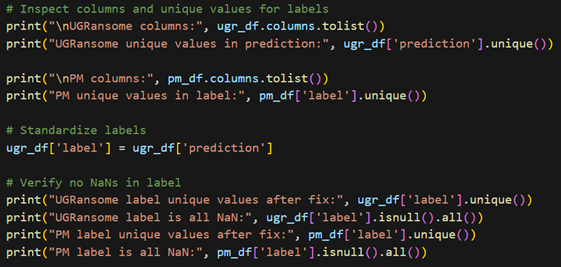 # Inspect columns and unique values for labels
print("\nUGRansome columns:", ugr_df.columns.tolist())
print("UGRansome unique values in prediction:", ugr_df['prediction'].unique())
print("\nPM columns:", pm_df.columns.tolist())
print("PM unique values in label:", pm_df['label'].unique())
# Standardize labels
ugr_df['label'] = ugr_df['prediction']
# Verify no NaNs in label
print("UGRansome label unique values after fix:", ugr_df['label'].unique())
print("UGRansome label is all NaN:", ugr_df['label'].isnull().all())
print("PM label unique values after fix:", pm_df['label'].unique())
print("PM label is all NaN:", pm_df['label'].isnull().all())